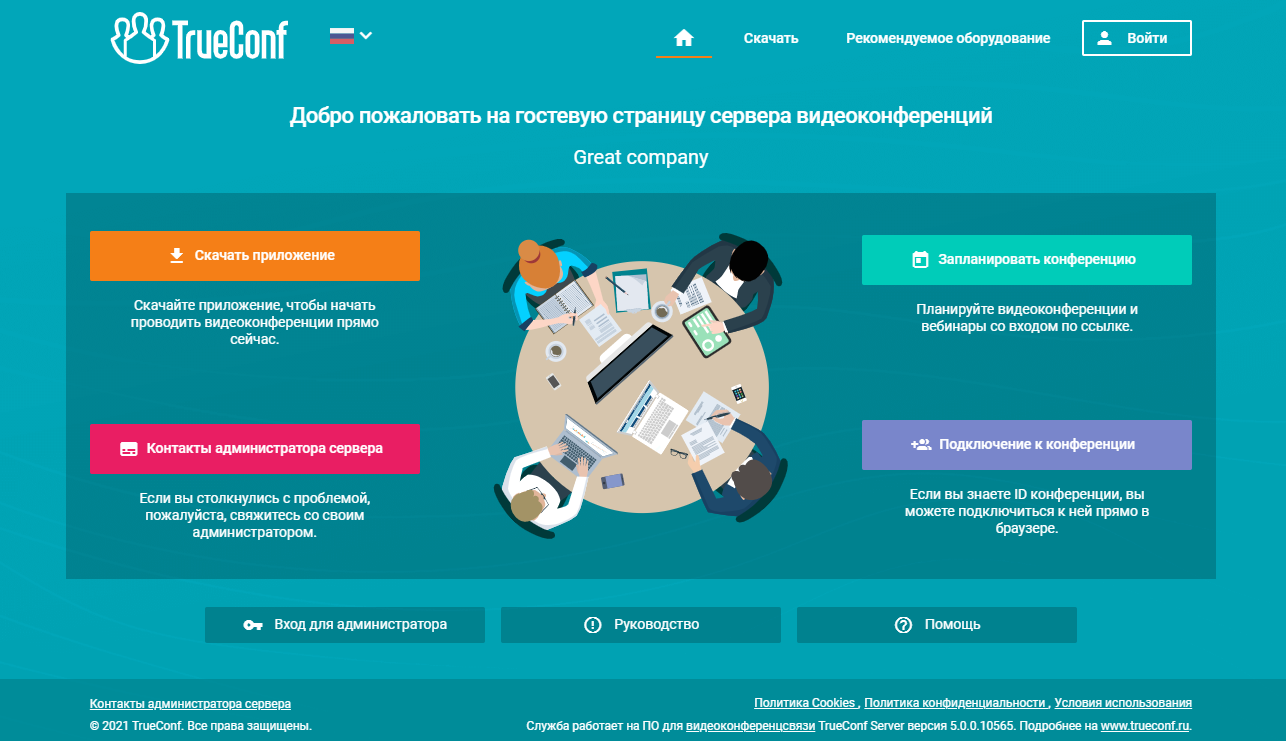 TrueConf
Скачать
Рекомендуемое оборудование
Войти
Добро пожаловать на гостевую страницу сервера видеоконференций
Great company
Скачать приложение
Скачайте приложение, чтобы начать
проводить видеоконференции прямо
сейчас.
Запланировать конференцию
Планируйте видеоконференции и
вебинары со входом по ссылке.
Контакты администратора сервера
Если вы столкнулись с проблемой,
пожалуйста, свяжитесь со своим
администратором.
Подключение к конференции
Если вы знаете ID конференции, вы
можете подключиться к ней прямо в
браузере.
Вход для администратора
Руководство
Помощь
Контакты администратора сервера
Политика Cookies , Политика конфиденциальности , Условия использования
© 2021 TrueConf. Все права защищены.
Служба работает на ПО для видеоконференцсвязи TrueConf Server версия 5.0.0.10565. Подробнее на www.trueconf.ru.